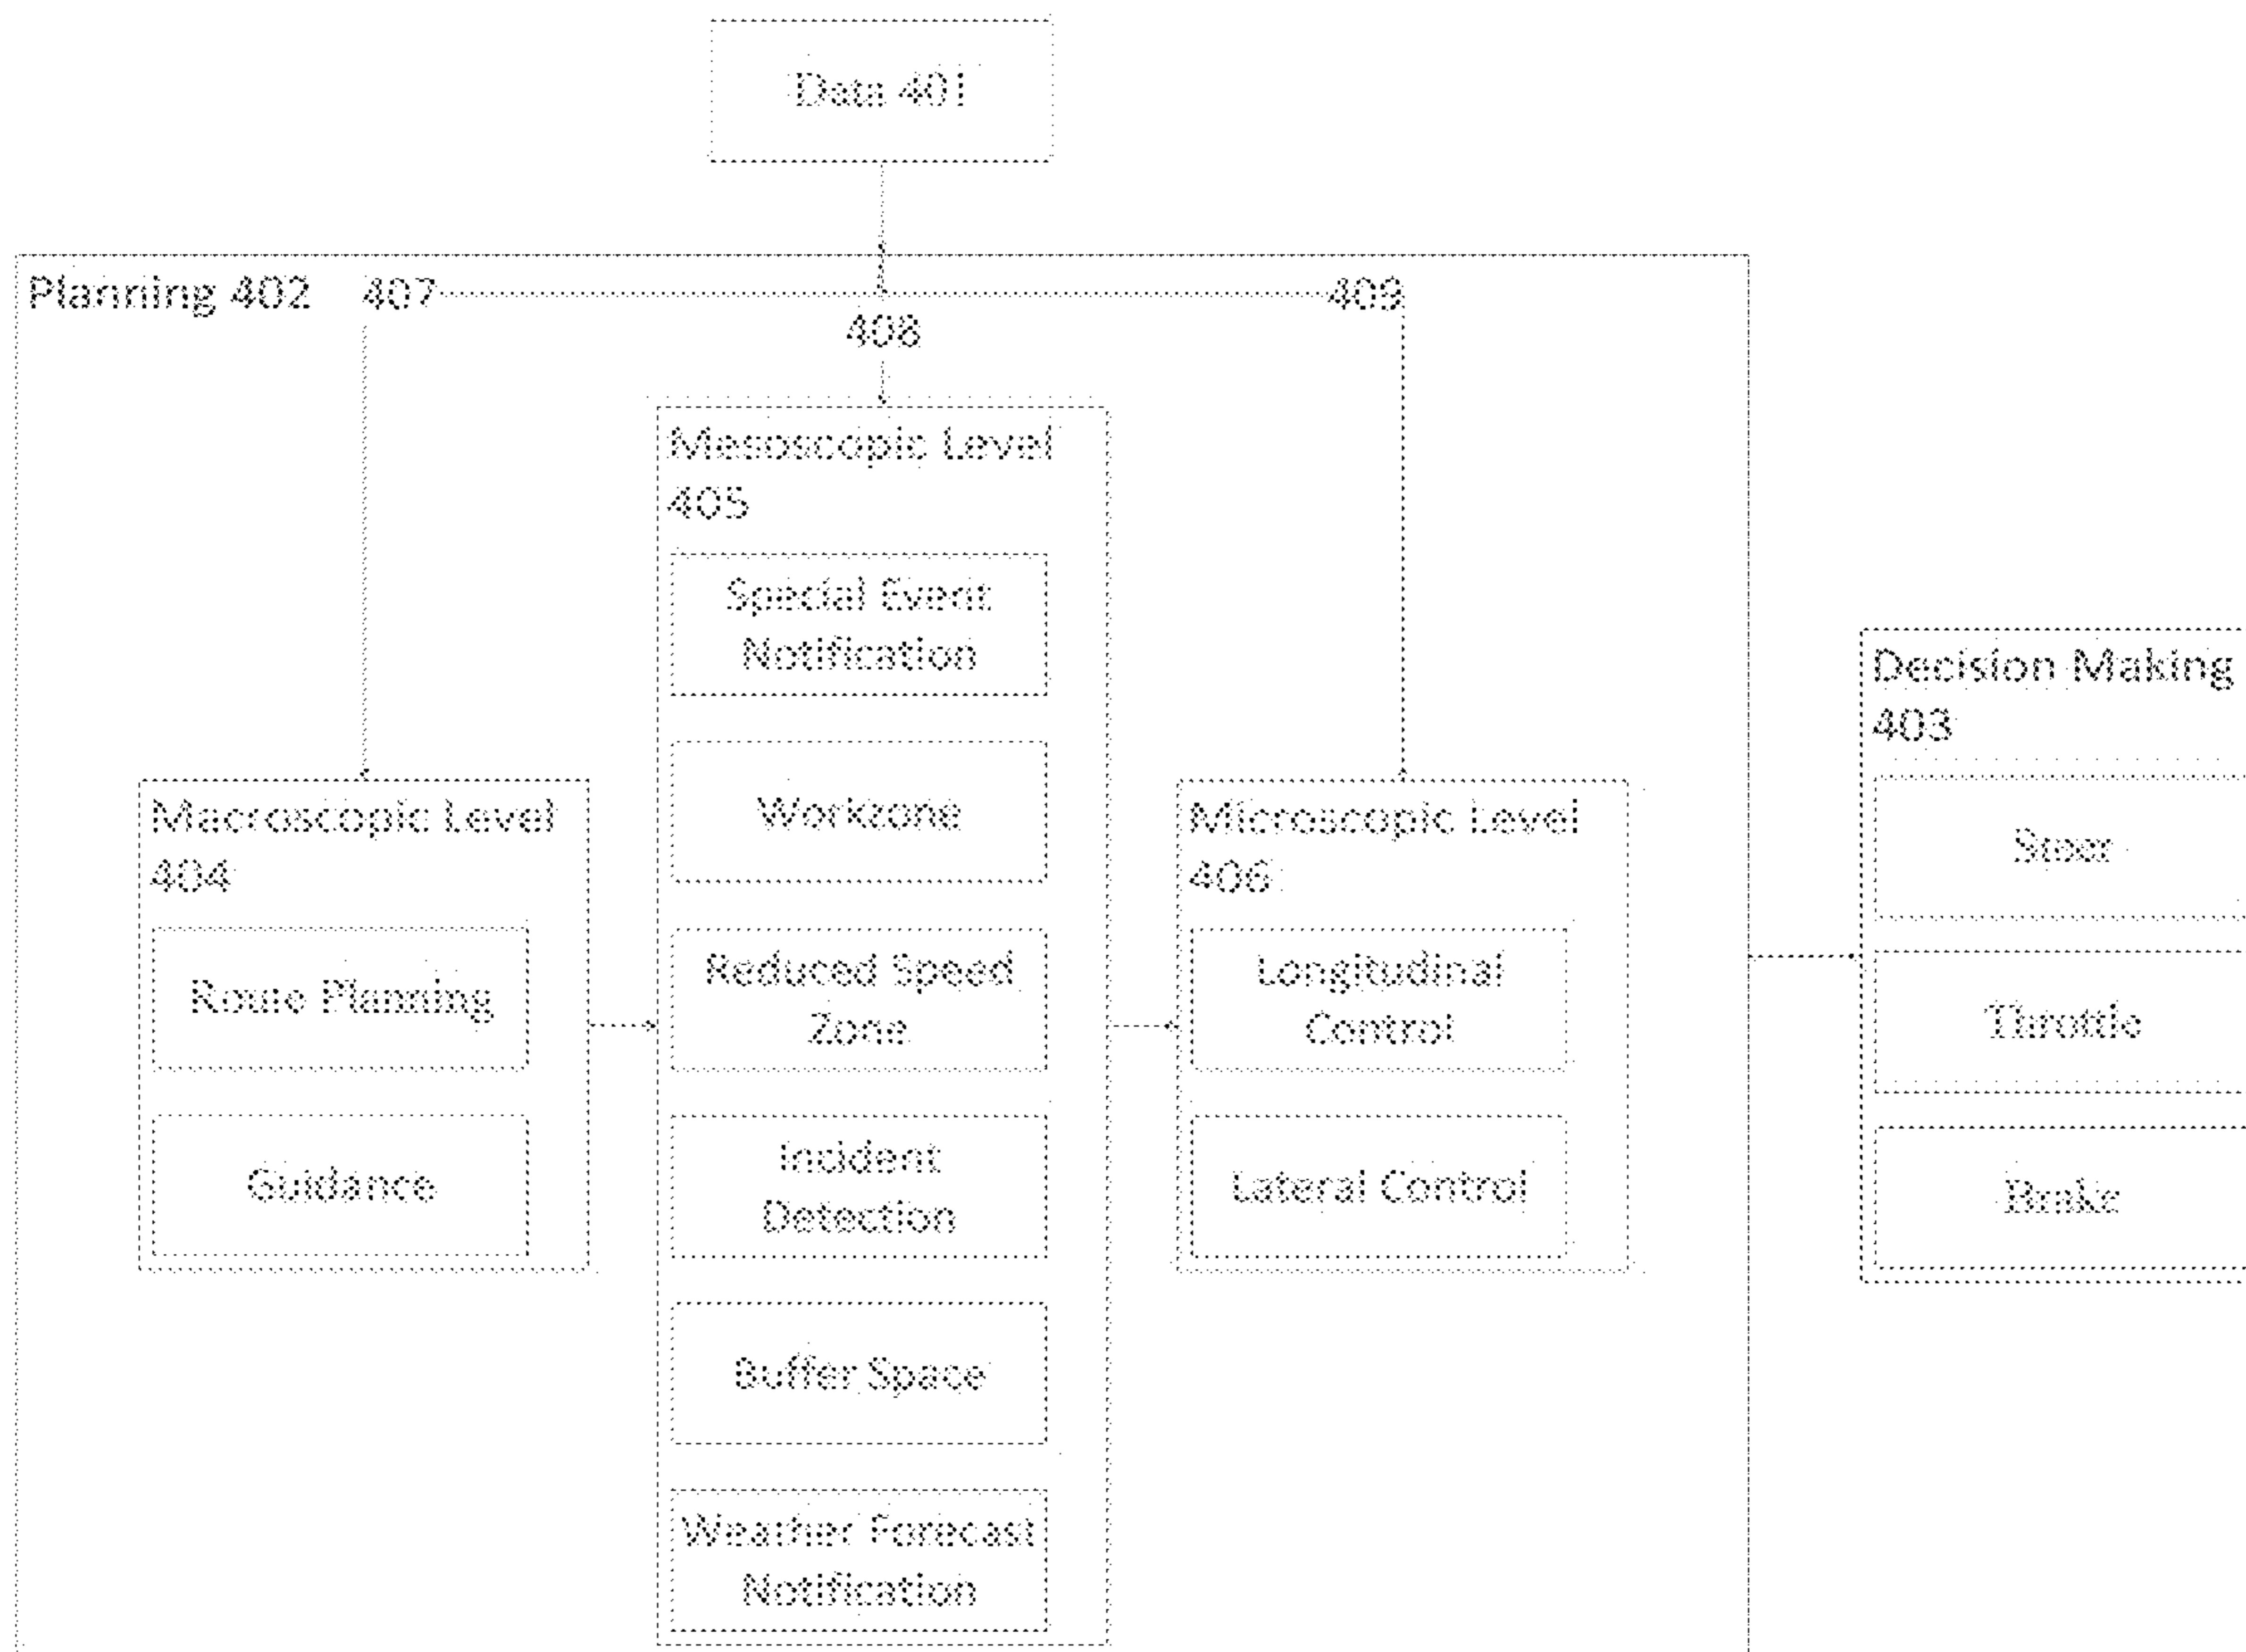 Data 401
Planning 402
407
409
408
Mesoscopic Level
405
Special Event
Notification
Workzone
Reduced Speed
Zone
Incident
Detection
Buffer Space
Weather Forecast
Notification
Macroscopic Level
404
Route Planning
Guidance
Microscopic Level
406
Longitudinal
Control
Lateral Control
Decision Making
403
Steer
Throttle
Brake